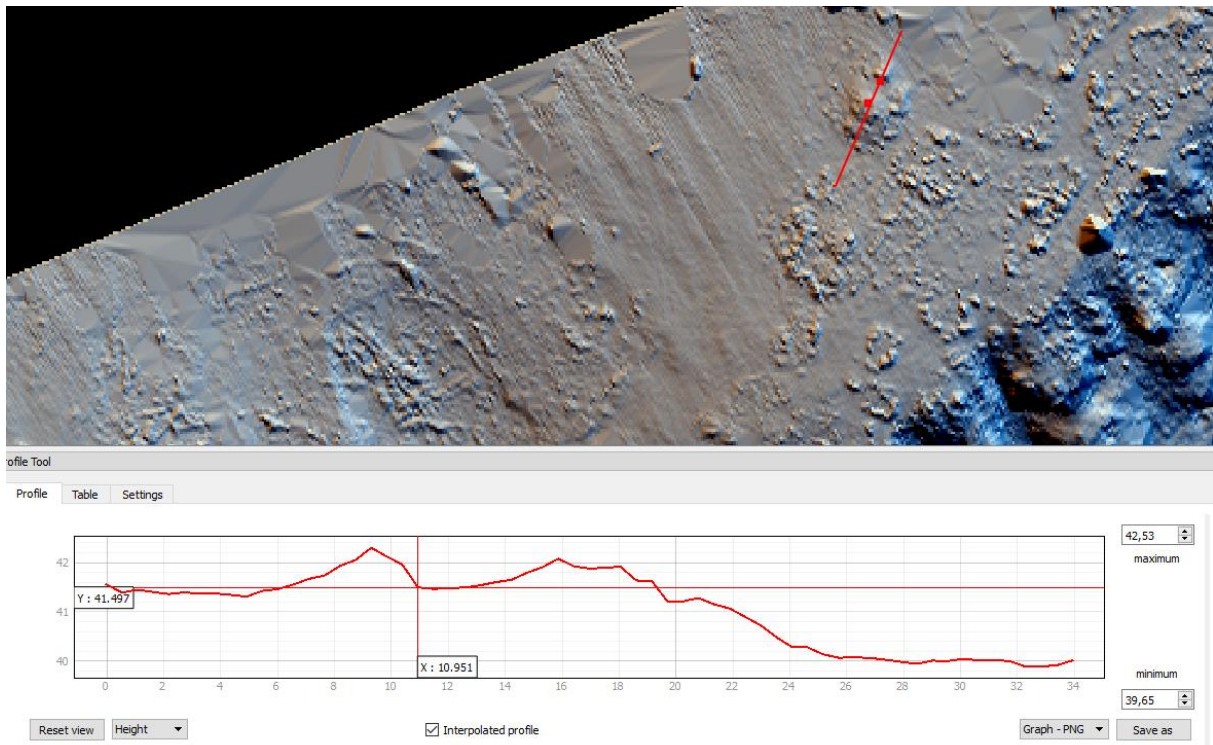 rofile Tool
Profile Table Settings
42,53
maximum
42
41
40
Y : 41.497
X : 10.951
0 2 4 6 8 10 12 14 16 18 20 22 24 26 28 30 32 34
minimum
39,65
Reset view Height Interpolated profile Graph - PNG Save as